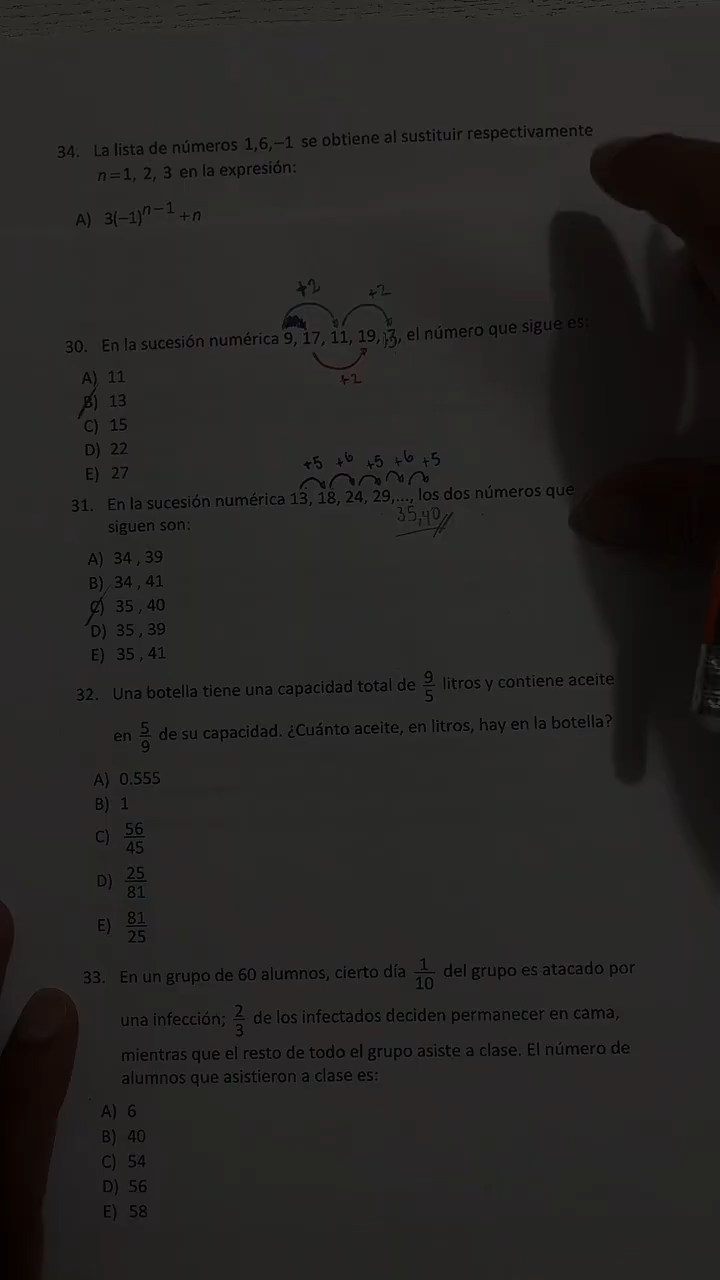 34. La lista de números 1,6,−1 se obtiene al sustituir respectivamente
n=1, 2, 3 en la expresión:
A) 3(−1)^{n−1}+n
+2 +2
30. En la sucesión numérica 9, 17, 11, 19, 13, el número que sigue es:
+2
A) 11
B) 13
C) 15
D) 22
E) 27
+5 +6 +5 +6 +5
31. En la sucesión numérica 13, 18, 24, 29,..., los dos números que
siguen son:
35,40
A) 34 , 39
B) 34 , 41
C) 35 , 40
D) 35 , 39
E) 35 , 41
32. Una botella tiene una capacidad total de 9/5 litros y contiene aceite
en 5/9 de su capacidad. ¿Cuánto aceite, en litros, hay en la botella?
A) 0.555
B) 1
C) 56/45
D) 25/81
E) 81/25
33. En un grupo de 60 alumnos, cierto día 1/10 del grupo es atacado por
una infección; 2/3 de los infectados deciden permanecer en cama,
mientras que el resto de todo el grupo asiste a clase. El número de
alumnos que asistieron a clase es:
A) 6
B) 40
C) 54
D) 56
E) 58